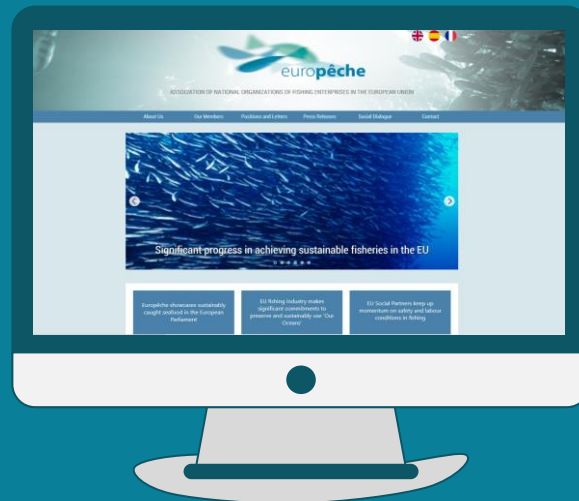 europêche
ASSOCIATION OF NATIONAL ORGANIZATIONS OF FISHING ENTERPRISES IN THE EUROPEAN UNION
About Us Our Members Positions and Letters Press Releases Social Dialogue Contact
Significant progress in achieving sustainable fisheries in the EU
Europêche showcases sustainably
caught seafood in the European
Parliament
EU fishing industry makes
significant commitments to
preserve and sustainably use 'Our
Oceans'
EU Social Partners keep up
momentum on safety and labour
conditions in fishing